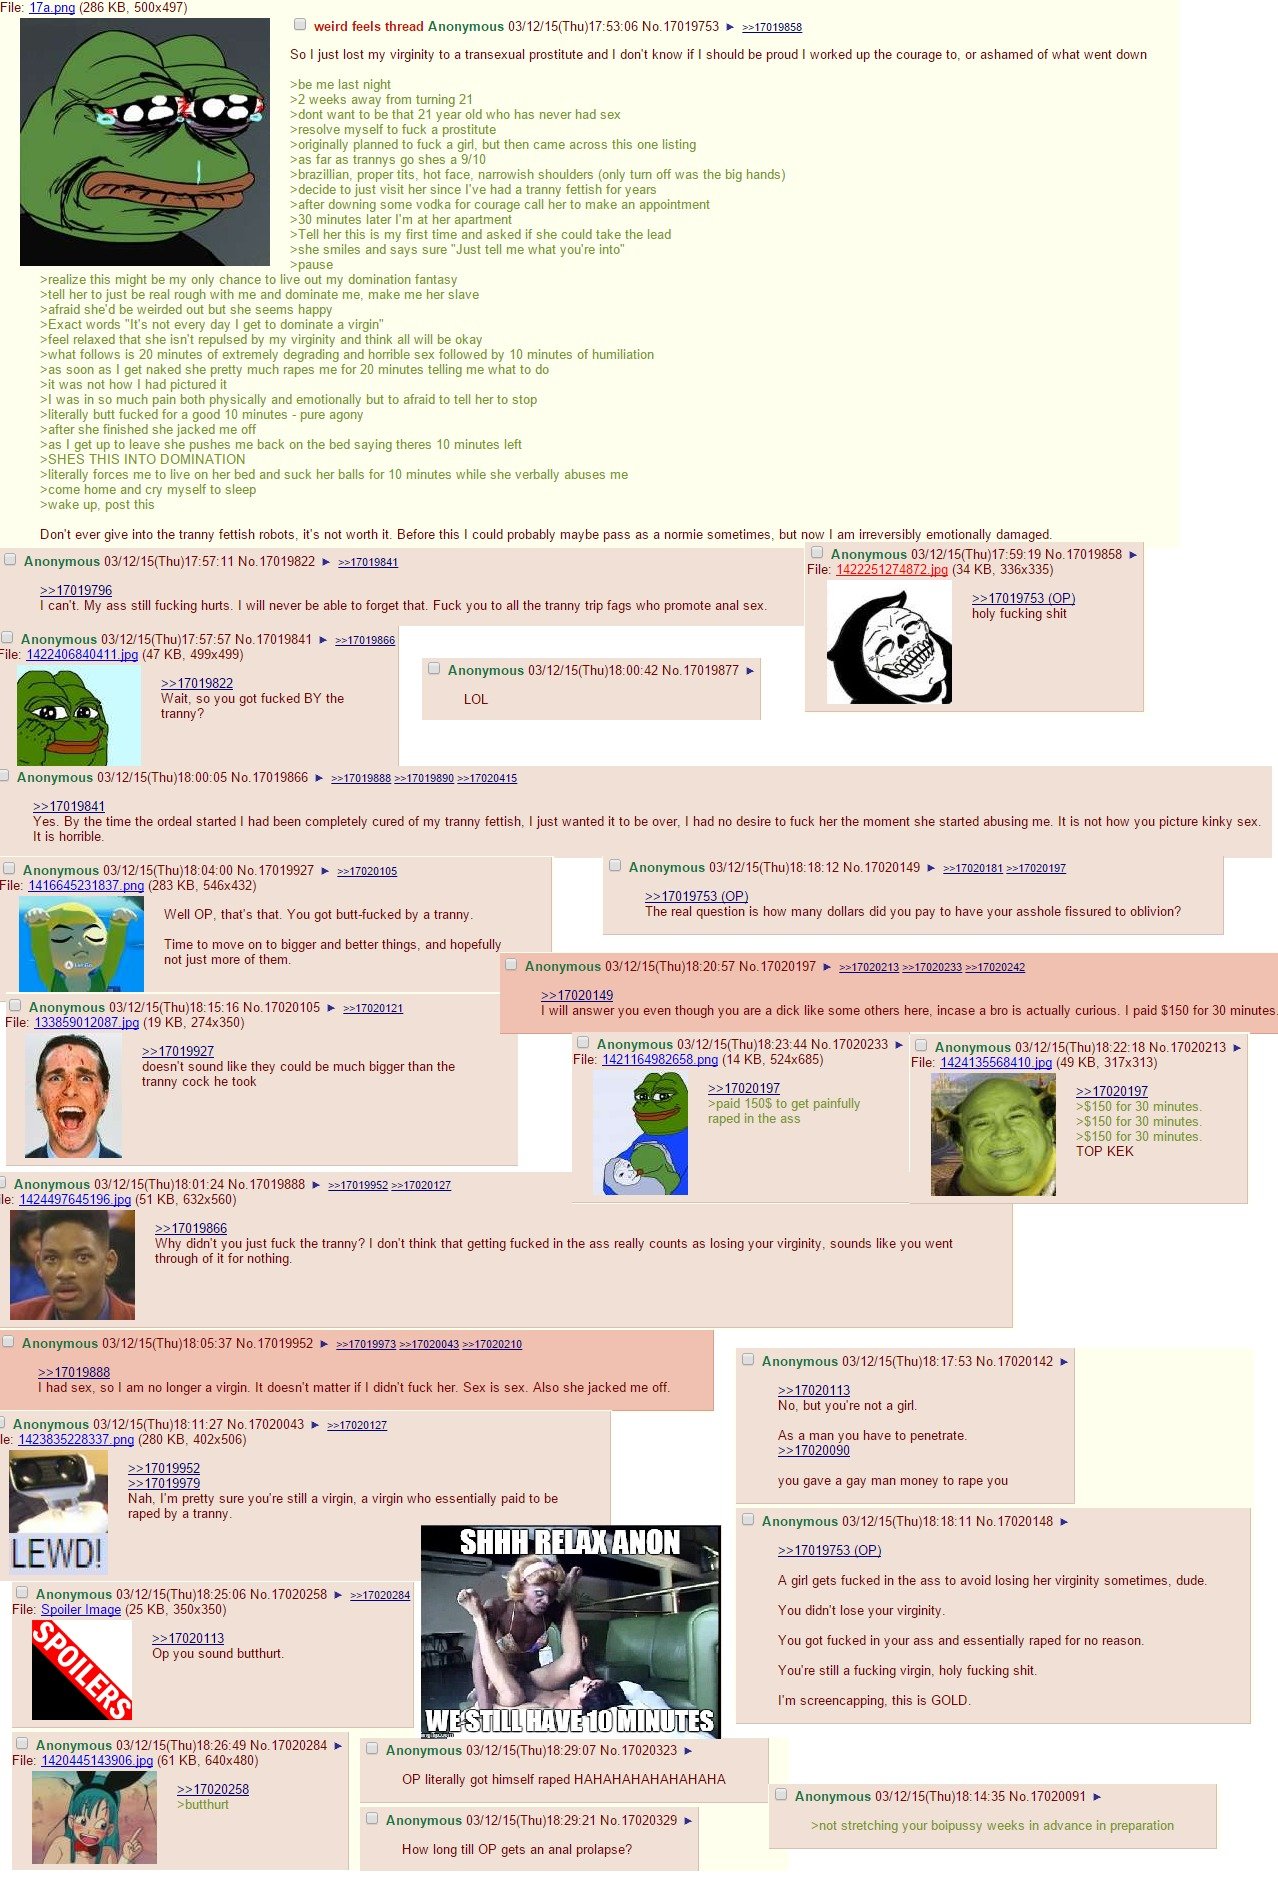 File: 17a.png (286 KB, 500x497)
weird feels thread Anonymous 03/12/15(Thu)17:53:06 No.17019753 ► >>17019858
So I just lost my virginity to a transexual prostitute and I don't know if I should be proud I worked up the courage to, or ashamed of what went down
>be me last night
>2 weeks away from turning 21
>dont want to be that 21 year old who has never had sex
>resolve myself to fuck a prostitute
>originally planned to fuck a girl, but then came across this one listing
>as far as trannys go shes a 9/10
>brazillian, proper tits, hot face, narrowish shoulders (only turn off was the big hands)
>decide to just visit her since I've had a tranny fettish for years
>after downing some vodka for courage call her to make an appointment
>30 minutes later I'm at her apartment
>Tell her this is my first time and asked if she could take the lead
>she smiles and says sure "Just tell me what you're into"
>pause
>realize this might be my only chance to live out my domination fantasy
>tell her to just be real rough with me and dominate me, make me her slave
>afraid she'd be weirded out but she seems happy
>Exact words "It's not every day I get to dominate a virgin"
>feel relaxed that she isn't repulsed by my virginity and think all will be okay
>what follows is 20 minutes of extremely degrading and horrible sex followed by 10 minutes of humiliation
>as soon as I get naked she pretty much rapes me for 20 minutes telling me what to do
>it was not how I had pictured it
>I was in so much pain both physically and emotionally but to afraid to tell her to stop
>literally butt fucked for a good 10 minutes - pure agony
>after she finished she jacked me off
>as I get up to leave she pushes me back on the bed saying theres 10 minutes left
>SHES THIS INTO DOMINATION
>literally forces me to live on her bed and suck her balls for 10 minutes while she verbally abuses me
>come home and cry myself to sleep
>wake up, post this
Don't ever give into the tranny fettish robots, it's not worth it. Before this I could probably maybe pass as a normie sometimes, but now I am irreversibly emotionally damaged.
Anonymous 03/12/15(Thu)17:57:11 No.17019822 ► >>17019841
>>17019796
I can't. My ass still fucking hurts. I will never be able to forget that. Fuck you to all the tranny trip fags who promote anal sex.
Anonymous 03/12/15(Thu)17:59:19 No.17019858 ►
File: 1422251274872.jpg (34 KB, 336x335)
>>17019753 (OP)
holy fucking shit
Anonymous 03/12/15(Thu)17:57:57 No.17019841 ► >>17019866
File: 1422406840411.jpg (47 KB, 499x499)
>>17019822
Wait, so you got fucked BY the
tranny?
Anonymous 03/12/15(Thu)18:00:42 No.17019877 ►
LOL
Anonymous 03/12/15(Thu)18:00:05 No.17019866 ► >>17019888 >>17019890 >>17020415
>>17019841
Yes. By the time the ordeal started I had been completely cured of my tranny fettish, I just wanted it to be over, I had no desire to fuck her the moment she started abusing me. It is not how you picture kinky sex.
It is horrible.
Anonymous 03/12/15(Thu)18:04:00 No.17019927 ► >>17020105
File: 1416645231837.png (283 KB, 546x432)
Well OP, that's that. You got butt-fucked by a tranny.
Time to move on to bigger and better things, and hopefully
not just more of them.
Anonymous 03/12/15(Thu)18:18:12 No.17020149 ► >>17020181 >>17020197
>>17019753 (OP)
The real question is how many dollars did you pay to have your asshole fissured to oblivion?
Anonymous 03/12/15(Thu)18:20:57 No.17020197 ► >>17020213 >>17020233 >>17020242
>>17020149
I will answer you even though you are a dick like some others here, incase a bro is actually curious. I paid $150 for 30 minutes.
Anonymous 03/12/15(Thu)18:15:16 No.17020105 ► >>17020121
File: 133859012087.jpg (19 KB, 274x350)
>>17019927
doesn't sound like they could be much bigger than the
tranny cock he took
Anonymous 03/12/15(Thu)18:23:44 No.17020233 ►
File: 1421164982658.png (14 KB, 524x685)
>>17020197
>paid 150$ to get painfully
raped in the ass
Anonymous 03/12/15(Thu)18:22:18 No.17020213 ►
File: 1424135568410.jpg (49 KB, 317x313)
>>17020197
>$150 for 30 minutes.
>$150 for 30 minutes.
>$150 for 30 minutes.
TOP KEK
Anonymous 03/12/15(Thu)18:01:24 No.17019888 ► >>17019952 >>17020127
le: 1424497645196.jpg (51 KB, 632x560)
>>17019866
Why didn't you just fuck the tranny? I don't think that getting fucked in the ass really counts as losing your virginity, sounds like you went
through of it for nothing.
Anonymous 03/12/15(Thu)18:05:37 No.17019952 ► >>17019973 >>17020043 >>17020210
>>17019888
I had sex, so I am no longer a virgin. It doesn't matter if I didn't fuck her. Sex is sex. Also she jacked me off.
Anonymous 03/12/15(Thu)18:17:53 No.17020142 ►
>>17020113
No, but you're not a girl.
As a man you have to penetrate.
>>17020090
you gave a gay man money to rape you
Anonymous 03/12/15(Thu)18:11:27 No.17020043 ► >>17020127
le: 1423835228337.png (280 KB, 402x506)
>>17019952
>>17019979
Nah, I'm pretty sure you're still a virgin, a virgin who essentially paid to be
raped by a tranny.
LEWD!
Anonymous 03/12/15(Thu)18:18:11 No.17020148 ►
>>17019753 (OP)
A girl gets fucked in the ass to avoid losing her virginity sometimes, dude.
You didn't lose your virginity.
You got fucked in your ass and essentially raped for no reason.
You're still a fucking virgin, holy fucking shit.
I'm screencapping, this is GOLD.
SHHH RELAX ANON
WE STILL HAVE 10 MINUTES
Anonymous 03/12/15(Thu)18:25:06 No.17020258 ► >>17020284
File: Spoiler Image (25 KB, 350x350)
SPOILERS
>>17020113
Op you sound butthurt.
Anonymous 03/12/15(Thu)18:26:49 No.17020284 ►
File: 1420445143906.jpg (61 KB, 640x480)
>>17020258
>butthurt
Anonymous 03/12/15(Thu)18:29:07 No.17020323 ►
OP literally got himself raped HAHAHAHAHAHAHAHA
Anonymous 03/12/15(Thu)18:29:21 No.17020329 ►
How long till OP gets an anal prolapse?
Anonymous 03/12/15(Thu)18:14:35 No.17020091 ►
>not stretching your boipussy weeks in advance in preparation